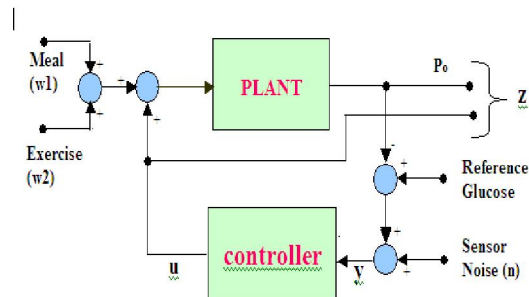 Meal
(w1)
+
+
+
+
PLANT
Po
Z
Exercise
(w2)
-
+
Reference
Glucose
+
+
controller
u
y
Sensor
Noise (n)